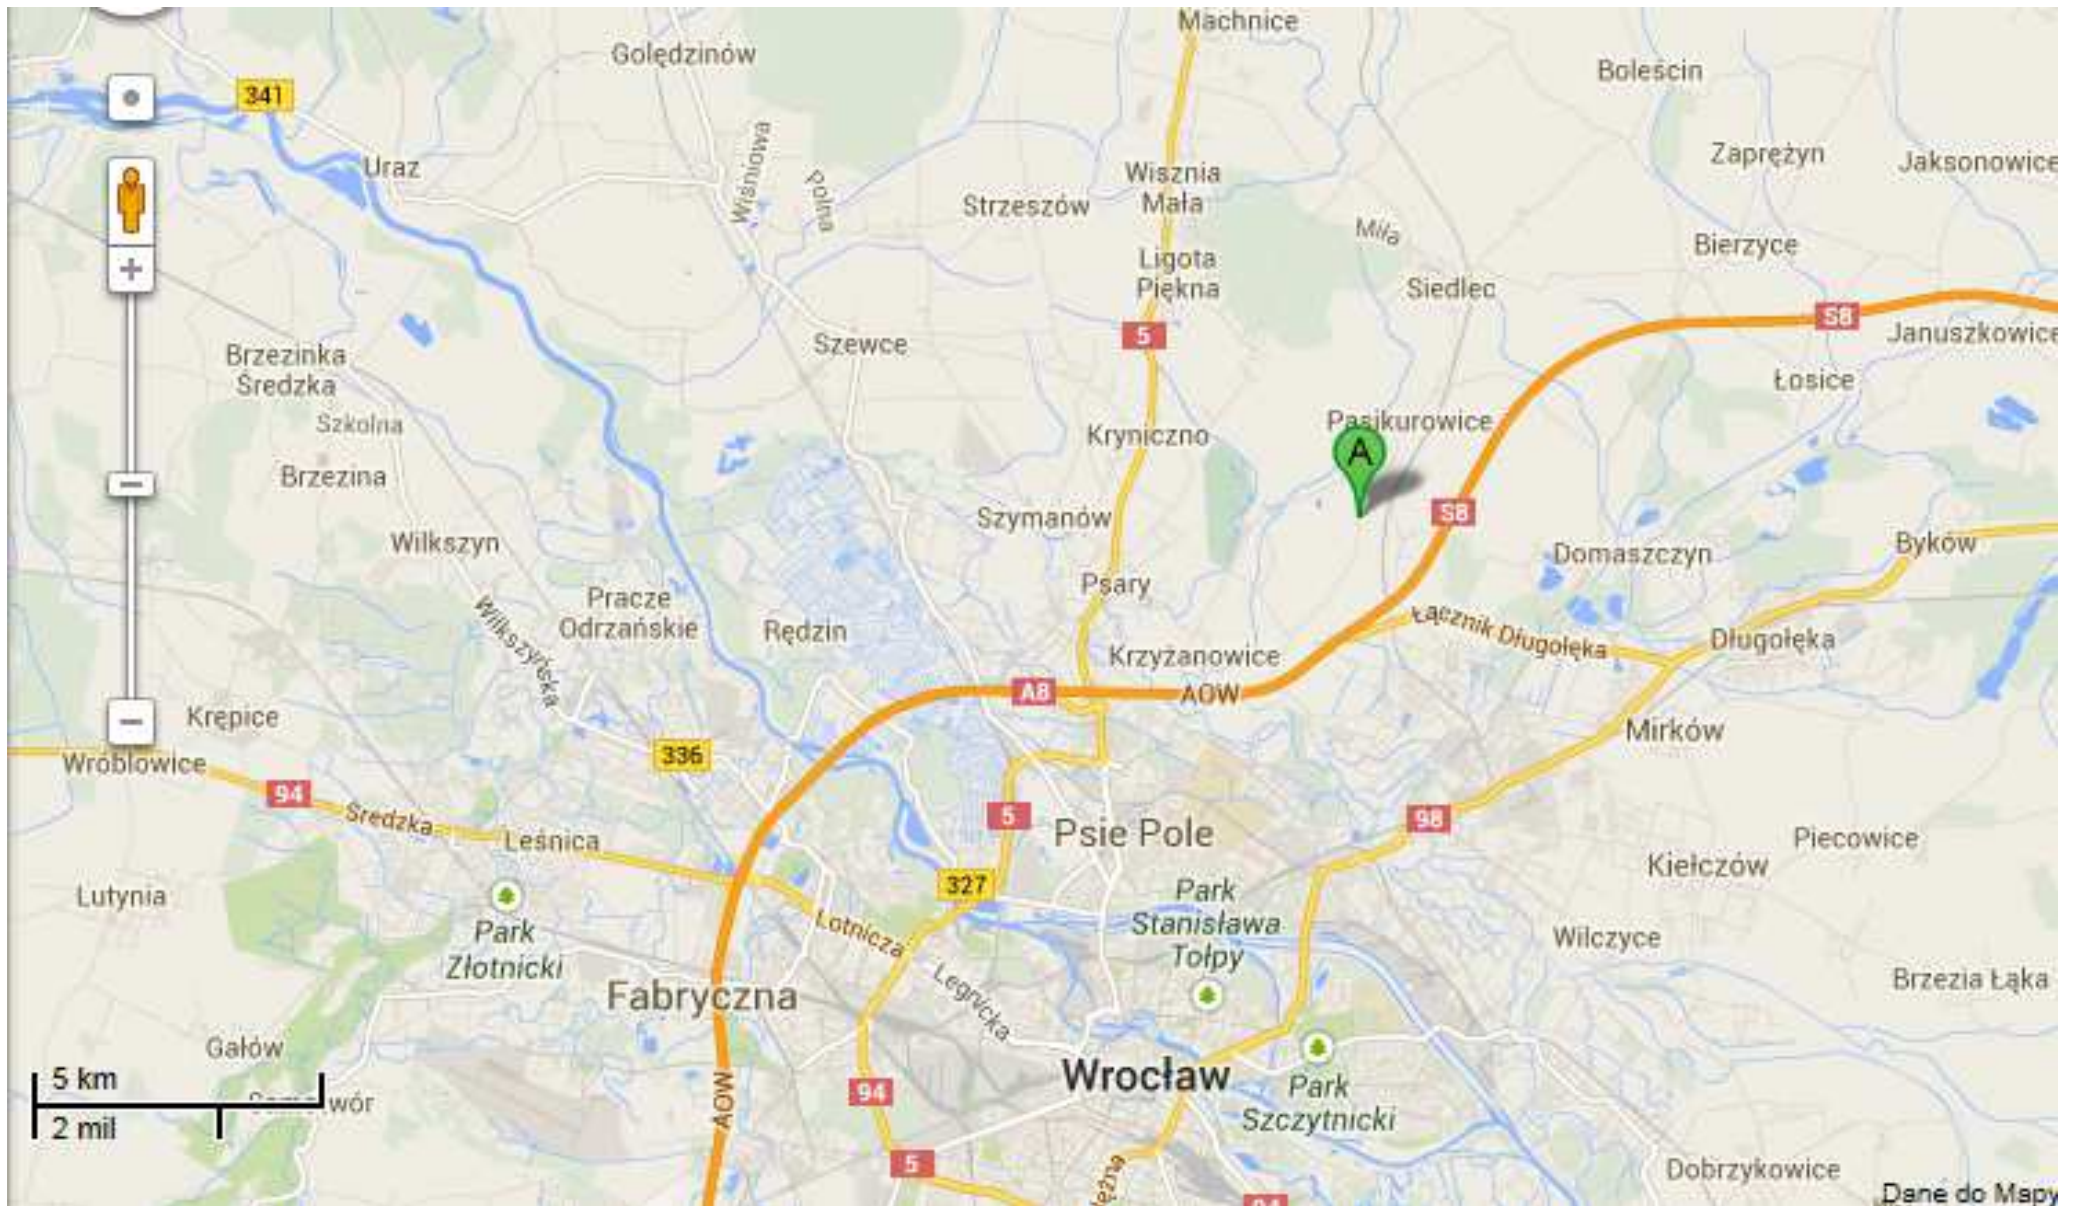 Machnice
Golędzinów
Boleścin
341
Wiśniowa
Polna
Uraz
Wisznia
Mała
Zaprężyn
Jaksonowice
Strzeszów
Miła
Bierzyce
Ligota
Piękna
Siedlec
S8
5
Szewce
Januszkowice
Brzezinka
Średzka
Łosice
Szkolna
Pasikurowice
Kryniczno
A
Brzezina
Szymanów
S8
Wilkszyn
Domaszczyn
Byków
Psary
Pracze
Odrzańskie
Rędzin
Wilkszyńska
Łącznik Długołęka
Długołęka
Krzyżanowice
A8
AOW
Krępice
Mirków
336
Wróblowice
94
Średzka
Leśnica
5
Psie Pole
98
Piecowice
Kiełczów
Lutynia
327
Park
Stanisława
Tołpy
Park
Złotnicki
Lotnicza
Wilczyce
Legnicka
Fabryczna
Brzezia Łąka
Gałów
Wrocław
5 km
2 mil
94
AOW
Park
Szczytnicki
5
Dobrzykowice
Dane do Mapy